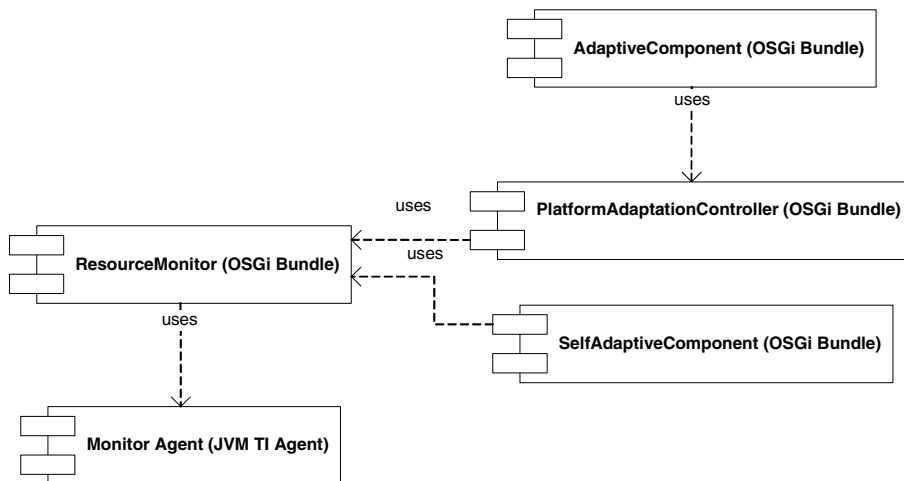 AdaptiveComponent (OSGi Bundle)
uses
PlatformAdaptationController (OSGi Bundle)
uses
uses
ResourceMonitor (OSGi Bundle)
uses
SelfAdaptiveComponent (OSGi Bundle)
Monitor Agent (JVM TI Agent)